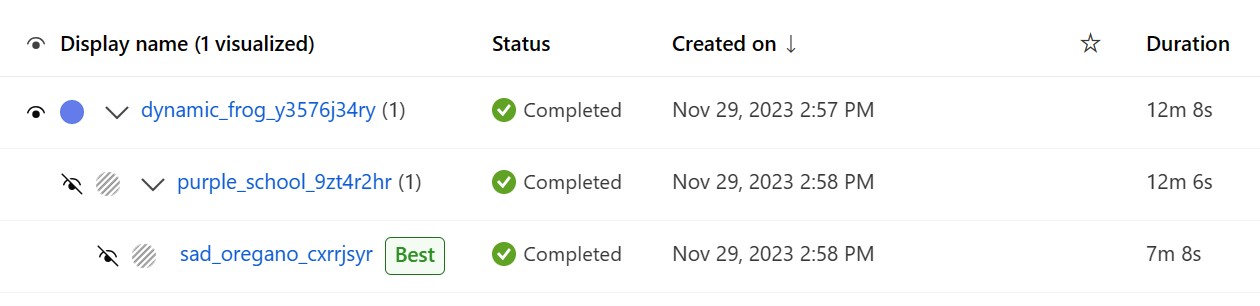 Display name (1 visualized) Status Created on ↓ Duration
dynamic_frog_y3576j34ry (1) Completed Nov 29, 2023 2:57 PM 12m 8s
purple_school_9zt4r2hr (1) Completed Nov 29, 2023 2:58 PM 12m 6s
sad_oregano_cxrrjsyr Best Completed Nov 29, 2023 2:58 PM 7m 8s